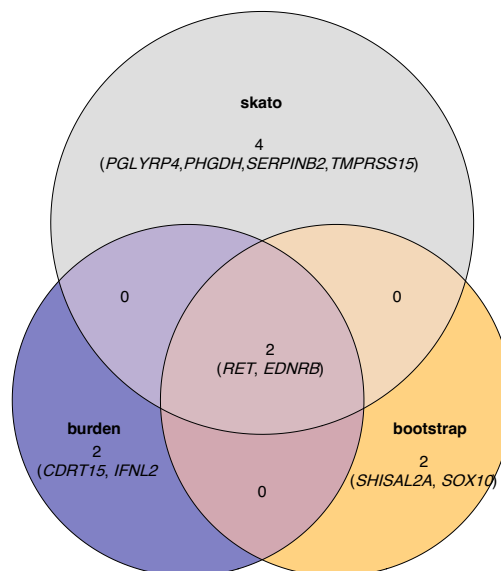 skato
4
(PGLYRP4,PHGDH,SERPINB2,TMPRSS15)
0
0
2
(RET, EDNRB)
burden
2
(CDRT15, IFNL2
bootstrap
2
(SHISAL2A, SOX10)
0